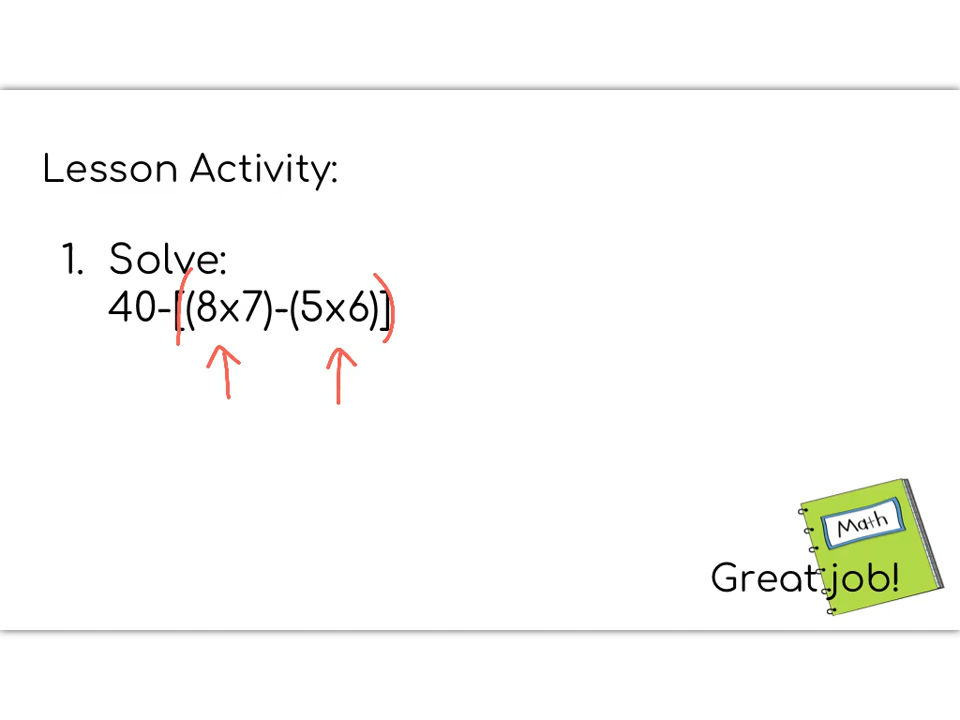 Lesson Activity:
1. Solve:
40-[(8x7)-(5x6)]
Math
Great job!